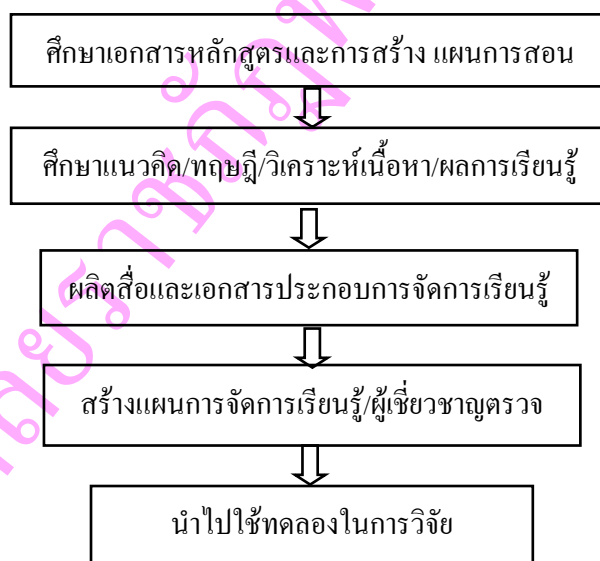 ศึกษาเอกสารหลักสูตรและการสร้าง แผนการสอน
ศึกษาแนวคิด/ทฤษฎี/วิเคราะห์เนื้อหา/ผลการเรียนรู้
ผลิตสื่อและเอกสารประกอบการจัดการเรียนรู้
สร้างแผนการจัดการเรียนรู้/ผู้เชี่ยวชาญตรวจ
นำไปใช้ทดลองในการวิจัย